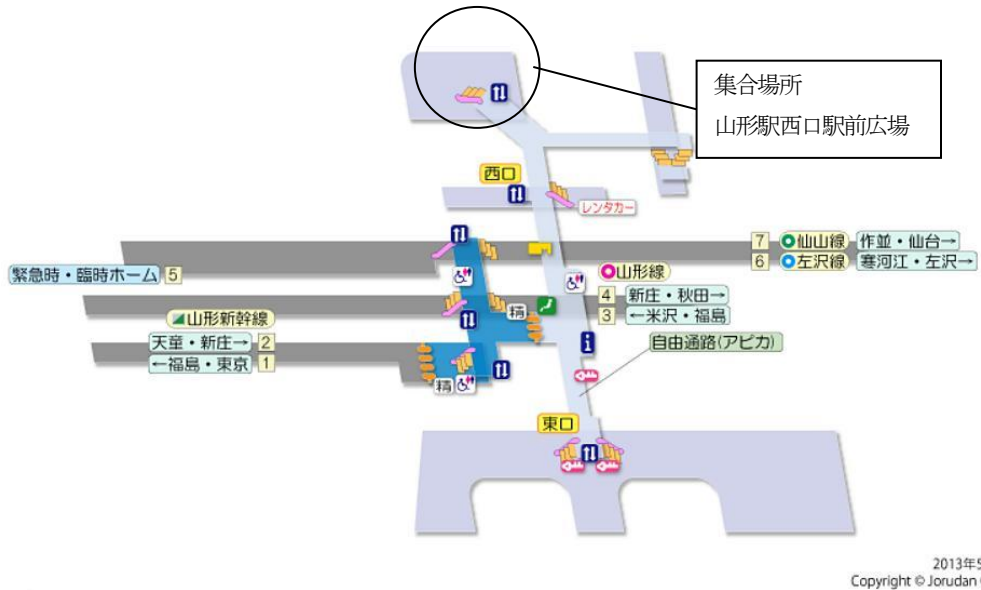 集合場所
山形駅西口駅前広場
西口
レンタカー
7 仙山線 作並・仙台→
6 左沢線 寒河江・左沢→
緊急時・臨時ホーム 5
山形線
4 新庄・秋田→
3 ←米沢・福島
精
山形新幹線
天童・新庄→ 2
←福島・東京 1
自由通路(アピカ)
精
東口
2013年
Copyright © Jorudan